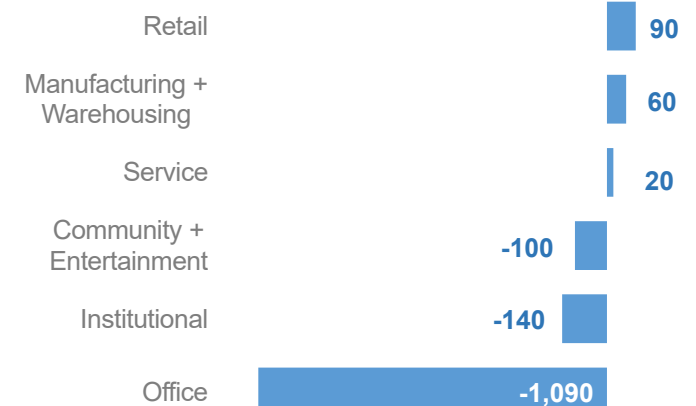 Retail 90
Manufacturing +
Warehousing 60
Service 20
Community +
Entertainment -100
Institutional -140
Office -1,090